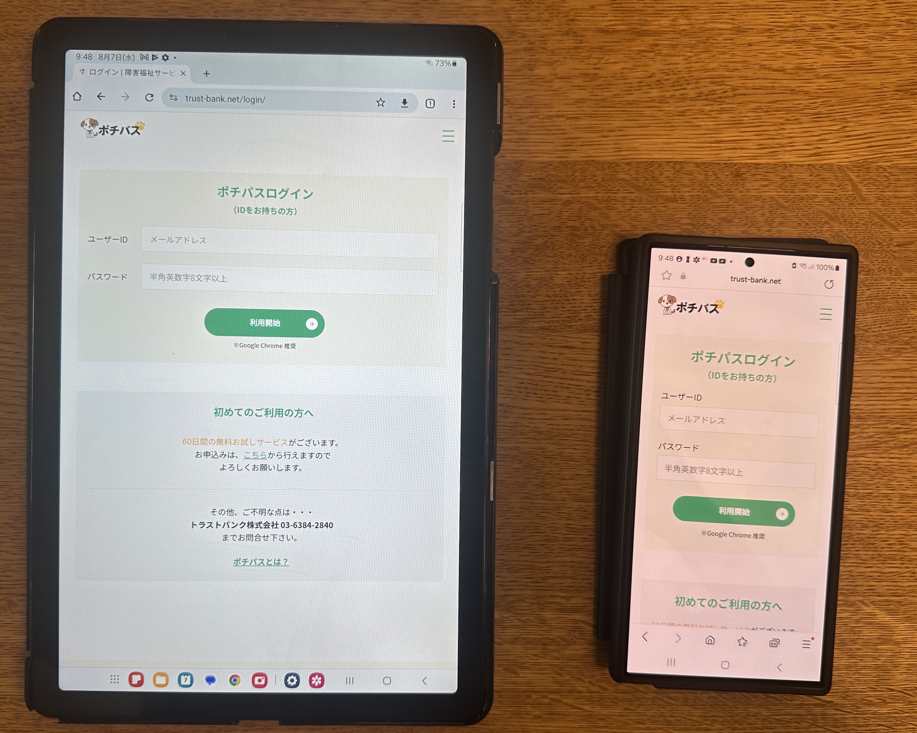 9:48 8月7日(水)
73%
ログイン | 障害福祉サービ
trust-bank.net/login/
1
ポチパス
ポチパスログイン
(IDをお持ちの方)
ユーザーID
メールアドレス
パスワード
半角英数字8文字以上
利用開始
※Google Chrome 推奨
初めてのご利用の方へ
60日間の無料お試しサービスがございます。
お申込みは、こちらから行えますので
よろしくお願いします。
その他、ご不明な点は・・・
トラストバンク株式会社 03-6384-2840
までお問合せ下さい。
ポチパスとは？
7
9:48
100%
trust-bank.net
ポチパス
ポチパスログイン
(IDをお持ちの方)
ユーザーID
メールアドレス
パスワード
半角英数字8文字以上
利用開始
※Google Chrome 推奨
初めてのご利用の方へ